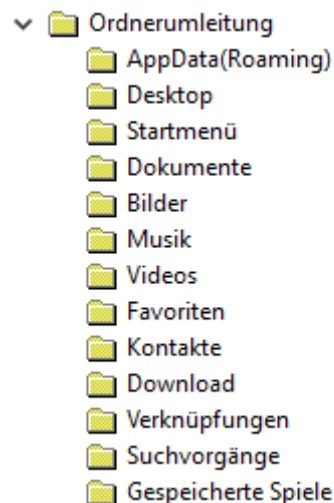 Ordnerumleitung
AppData(Roaming)
Desktop
Startmenü
Dokumente
Bilder
Musik
Videos
Favoriten
Kontakte
Download
Verknüpfungen
Suchvorgänge
Gespeicherte Spiele